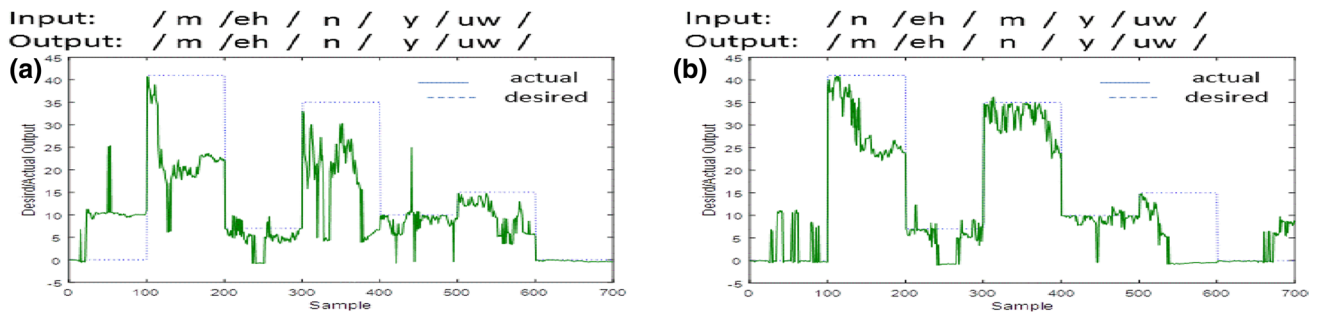 Input: / m /eh / n / y / uw /
Output: / m /eh / n / y / uw /
(a)
45
40
35
30
25
20
15
10
5
0
-5
Desird/Actual Output
actual
desired
0 100 200 300 400 500 600 700
Sample
Input: / n /eh / m / y /uw /
Output: / m /eh / n / y /uw /
(b)
45
40
35
30
25
20
15
10
5
0
-5
Desird/Actual Output
actual
desired
0 100 200 300 400 500 600 700
Sample